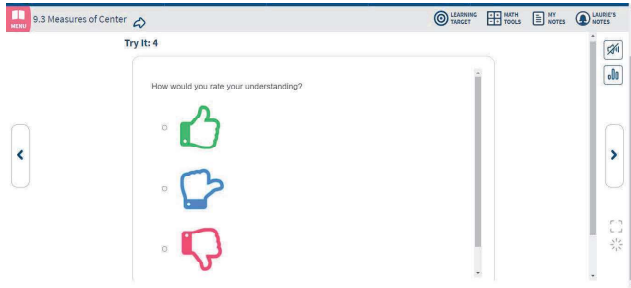 MENU
9.3 Measures of Center
LEARNING TARGET
MATH TOOLS
MY NOTES
LAURIE'S NOTES
Try It: 4
How would you rate your understanding?